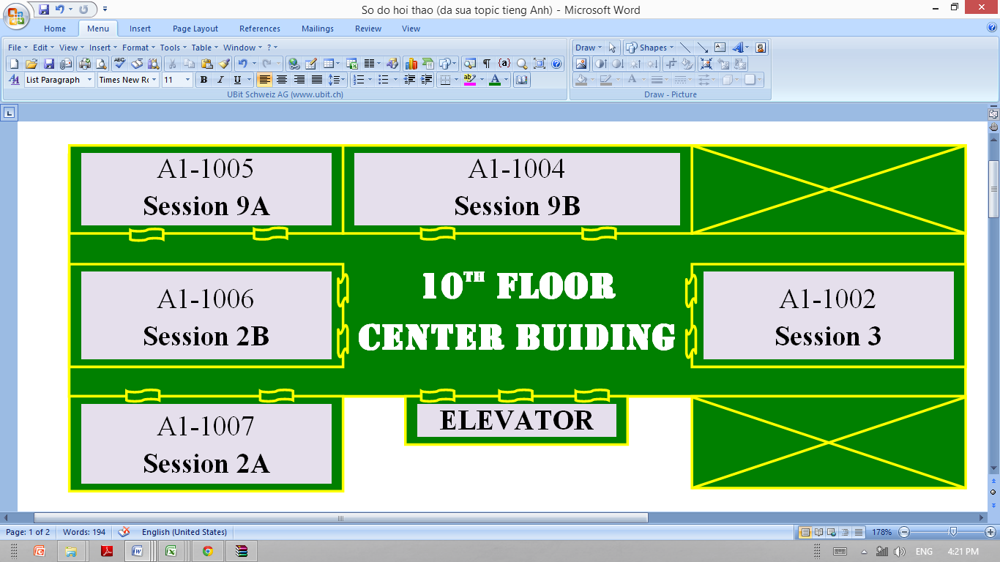 So do hoi thao (da sua topic tieng Anh) - Microsoft Word
Home Menu Insert Page Layout References Mailings Review View
File Edit View Insert Format Tools Table Window ? Draw Shapes
List Paragraph Times New Ro 11 B I U
UBit Schweiz AG (www.ubit.ch) Draw - Picture
A1-1005
Session 9A
A1-1004
Session 9B
A1-1006
Session 2B
10TH FLOOR
CENTER BUIDING
A1-1002
Session 3
A1-1007
Session 2A
ELEVATOR
Page: 1 of 2 Words: 194 English (United States) 178%
ENG 4:21 PM